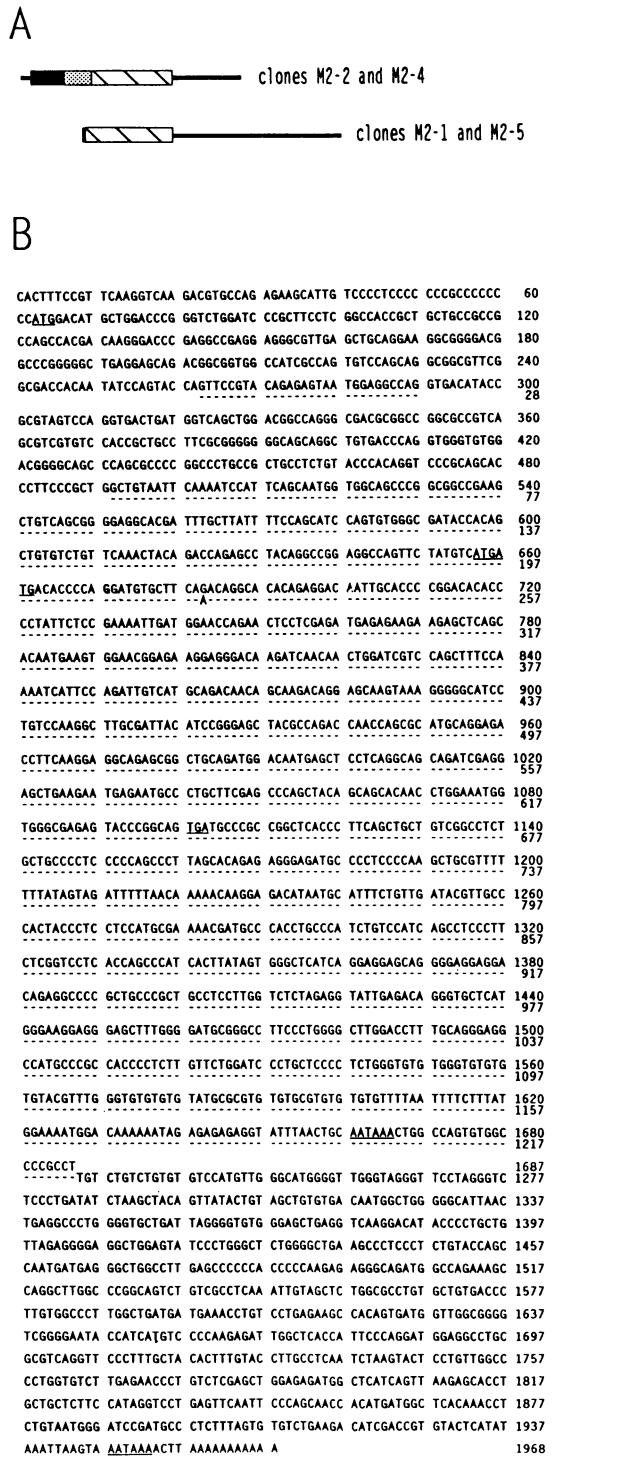 A
clones M2-2 and M2-4
clones M2-1 and M2-5
B
CACTTTCCGT TCAAGGTCAA GACGTGCCAG AGAAGCATTG TCCCCTCCCC CCCGCCCCCC 60
CCATGGACAT GCTGGACCCG GGTCTGGATC CCGCTTCCTC GGCCACCGCT GCTGCCGCCG 120
CCAGCCACGA CAAGGGACCC GAGGCCGAGG AGGGCGTTGA GCTGCAGGAA GGCGGGGACG 180
GCCCGGGGGC TGAGGAGCAG ACGGCGGTGG CCATCGCCAG TGTCCAGCAG GCGGCGTTCG 240
GCGACCACAA TATCCAGTAC CAGTTCCGTA CAGAGAGTAA TGGAGGCCAG GTGACATACC 300
28
GCGTAGTCCA GGTGACTGAT GGTCAGCTGG ACGGCCAGGG CGACGCGGCC GGCGCCGTCA 360
GCGTCGTGTC CACCGCTGCC TTCGCGGGGG GGCAGCAGGC TGTGACCCAG GTGGGTGTGG 420
ACGGGGCAGC CCAGCGCCCC GGCCCTGCCG CTGCCTCTGT ACCCACAGGT CCCGCAGCAC 480
CCTTCCCGCT GGCTGTAATT CAAAATCCAT TCAGCAATGG TGGCAGCCCG GCGGCCGAAG 540
77
CTGTCAGCGG GGAGGCACGA TTTGCTTATT TTCCAGCATC CAGTGTGGGC GATACCACAG 600
137
CTGTGTCTGT TCAAACTACA GACCAGAGCC TACAGGCCGG AGGCCAGTTC TATGTCATGA 660
197
TGACACCCCA GGATGTGCTT CAGACAGGCA CACAGAGGAC AATTGCACCC CGGACACACC 720
A 257
CCTATTCTCC GAAAATTGAT GGAACCAGAA CTCCTCGAGA TGAGAGAAGA AGAGCTCAGC 780
317
ACAATGAAGT GGAACGGAGA AGGAGGGACA AGATCAACAA CTGGATCGTC CAGCTTTCCA 840
377
AAATCATTCC AGATTGTCAT GCAGACAACA GCAAGACAGG AGCAAGTAAA GGGGGCATCC 900
437
TGTCCAAGGC TTGCGATTAC ATCCGGGAGC TACGCCAGAC CAACCAGCGC ATGCAGGAGA 960
497
CCTTCAAGGA GGCAGAGCGG CTGCAGATGG ACAATGAGCT CCTCAGGCAG CAGATCGAGG 1020
557
AGCTGAAGAA TGAGAATGCC CTGCTTCGAG CCCAGCTACA GCAGCACAAC CTGGAAATGG 1080
617
TGGGCGAGAG TACCCGGCAG TGATGCCCGC CGGCTCACCC TTCAGCTGCT GTCGGCCTCT 1140
677
GCTGCCCCTC CCCCAGCCCT TAGCACAGAG AGGGAGATGC CCCTCCCCAA GCTGCGTTTT 1200
737
TTTATAGTAG ATTTTTAACA AAAACAAGGA GACATAATGC ATTTCTGTTG ATACGTTGCC 1260
797
CACTACCCTC CTCCATGCGA AAACGATGCC CACCTGCCCA TCTGTCCATC AGCCTCCCTT 1320
857
CTCGGTCCTC ACCAGCCCAT CACTTATAGT GGGCTCATCA GGAGGAGCAG GGGAGGAGGA 1380
917
CAGAGGCCCC GCTGCCCGCT GCCTCCTTGG TCTCTAGAGG TATTGAGACA GGGTGCTCAT 1440
977
GGGAAGGAGG GAGCTTTGGG GATGCGGGCC TTCCCTGGGG CTTGGACCTT TGCAGGGAGG 1500
1037
CCATGCCCGC CACCCCTCTT GTTCTGGATC CCTGCTCCCC TCTGGGTGTG TGGGTGTGTG 1560
1097
TGTACGTTTG GGTGTGTGTG TATGCGCGTG TGTGCGTGTG TGTGTTTTAA TTTTCTTTAT 1620
1157
GGAAAATGGA CAAAAAATAG AGAGAGAGGT ATTTAACTGC AATAAACTGG CCAGTGTGGC 1680
1217
CCCGCCT 1687
TGT CTGTCTGTGT GTCCATGTTG GGCATGGGGT TGGGTAGGGT TCCTAGGGTC 1277
TCCCTGATAT CTAAGCTACA GTTATACTGT AGCTGTGTGA CAATGGCTGG GGGCATTAAC 1337
TGAGGCCCTG GGGTGCTGAT TAGGGGTGTG GGAGCTGAGG TCAAGGACAT ACCCCTGCTG 1397
TTAGAGGGGA GGCTGGAGTA TCCCTGGGCT CTGGGGCTGA AGCCCTCCCT CTGTACCAGC 1457
CAATGATGAG GGCTGGCCTT GAGCCCCCCC CCCCCAAGAG AGGGCAGATG GCCAGAAAGC 1517
CAGGCTTGGC CCGGCAGTCT GTCGCCTCAA ATTGTAGCTC TGGCGCCTGT GCTGTGACCC 1577
TTGTGGCCCT TGGCTGATGA TGAAACCTGT CCTGAGAAGC CACAGTGATG GGTTGGCGGGG 1637
TCGGGGAATA CCATCATGTC CCCAAGAGAT TGGCTCACCA TTCCCAGGAT GGAGGCCTGC 1697
GCGTCAGGTT CCCTTTGCTA CACTTTGTAC CTTGCCTCAA TCTAAGTACT CCTGTTGGCC 1757
CCTGGTGTCT TGAGAACCCT GTCTCGAGCT GGAGAGATGG CTCATCAGTT AAGAGCACCT 1817
GCTGCTCTTC CATAGGTCCT GAGTTCAATT CCCAGCAACC ACATGATGGC TCACAAACCT 1877
CTGTAATGGG ATCCGATGCC CTCTTTAGTG TGTCTGAAGA CATCGACCGT GTACTCATAT 1937
AAATTAAGTA AATAAAACTT AAAAAAAAAA A 1968